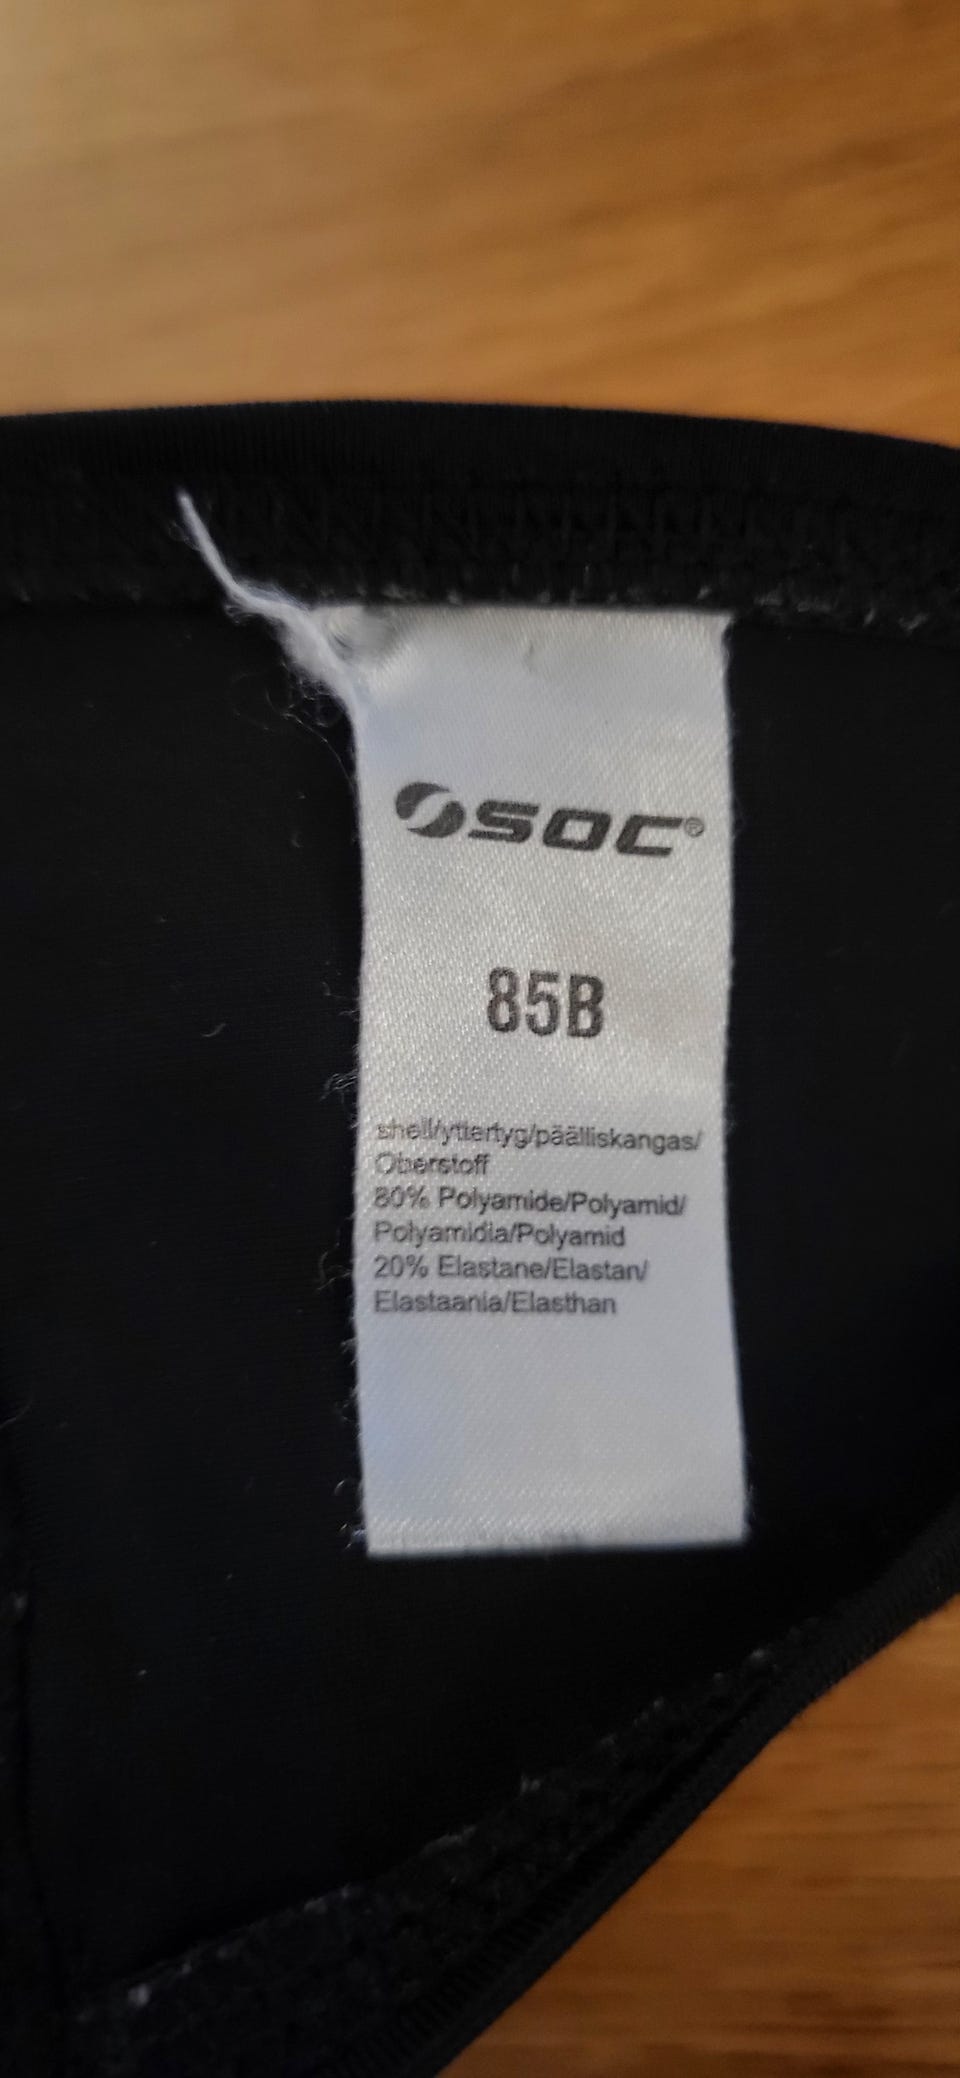 SOC®
85B
shell/yttertyg/päälliskangas/
Oberstoff
80% Polyamide/Polyamid/
Polyamidia/Polyamid
20% Elastane/Elastan/
Elastaania/Elasthan